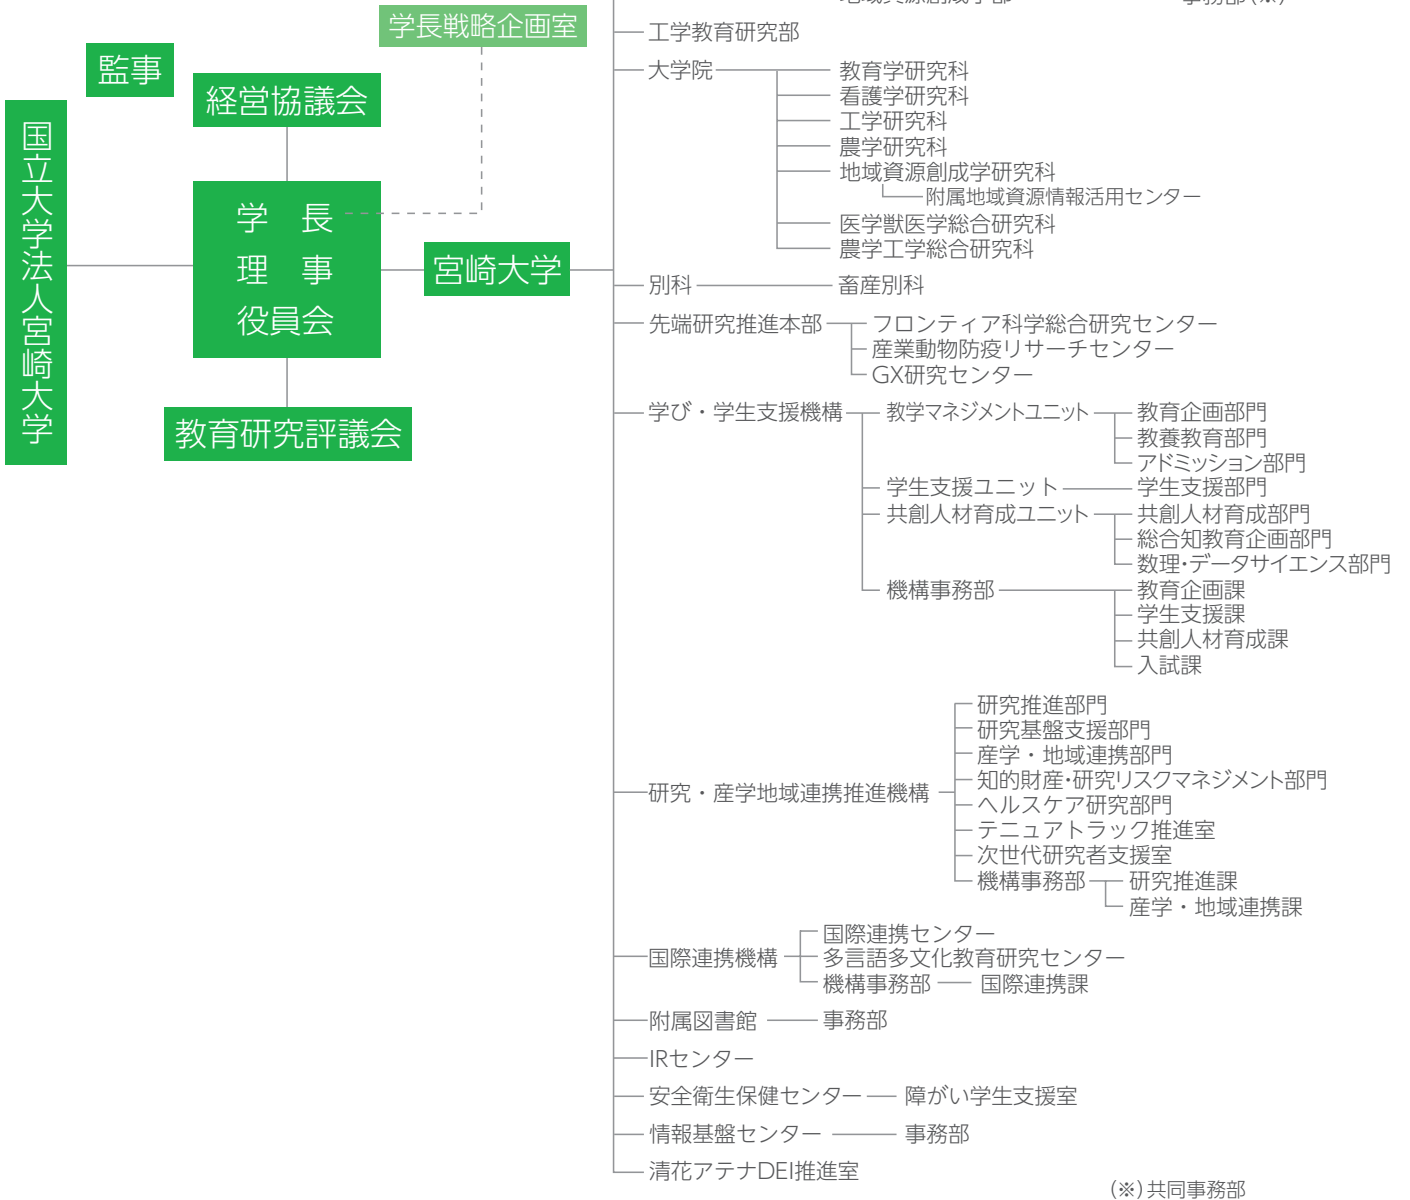 学長戦略企画室
監事
経営協議会
国立大学法人宮崎大学
学 長
理 事
役員会
宮崎大学
教育研究評議会
工学教育研究部
大学院
教育学研究科
看護学研究科
工学研究科
農学研究科
地域資源創成学研究科
附属地域資源情報活用センター
医学獣医学総合研究科
農学工学総合研究科
別科
畜産別科
先端研究推進本部
フロンティア科学総合研究センター
産業動物防疫リサーチセンター
GX研究センター
学び・学生支援機構
教学マネジメントユニット
教育企画部門
教養教育部門
アドミッション部門
学生支援ユニット
学生支援部門
共創人材育成ユニット
共創人材育成部門
総合知教育企画部門
数理・データサイエンス部門
機構事務部
教育企画課
学生支援課
共創人材育成課
入試課
研究・産学地域連携推進機構
研究推進部門
研究基盤支援部門
産学・地域連携部門
知的財産・研究リスクマネジメント部門
ヘルスケア研究部門
テニュアトラック推進室
次世代研究者支援室
機構事務部
研究推進課
産学・地域連携課
国際連携機構
国際連携センター
多言語多文化教育研究センター
機構事務部
国際連携課
附属図書館
事務部
IRセンター
安全衛生保健センター
障がい学生支援室
情報基盤センター
事務部
清花アテナDEI推進室
(※)共同事務部